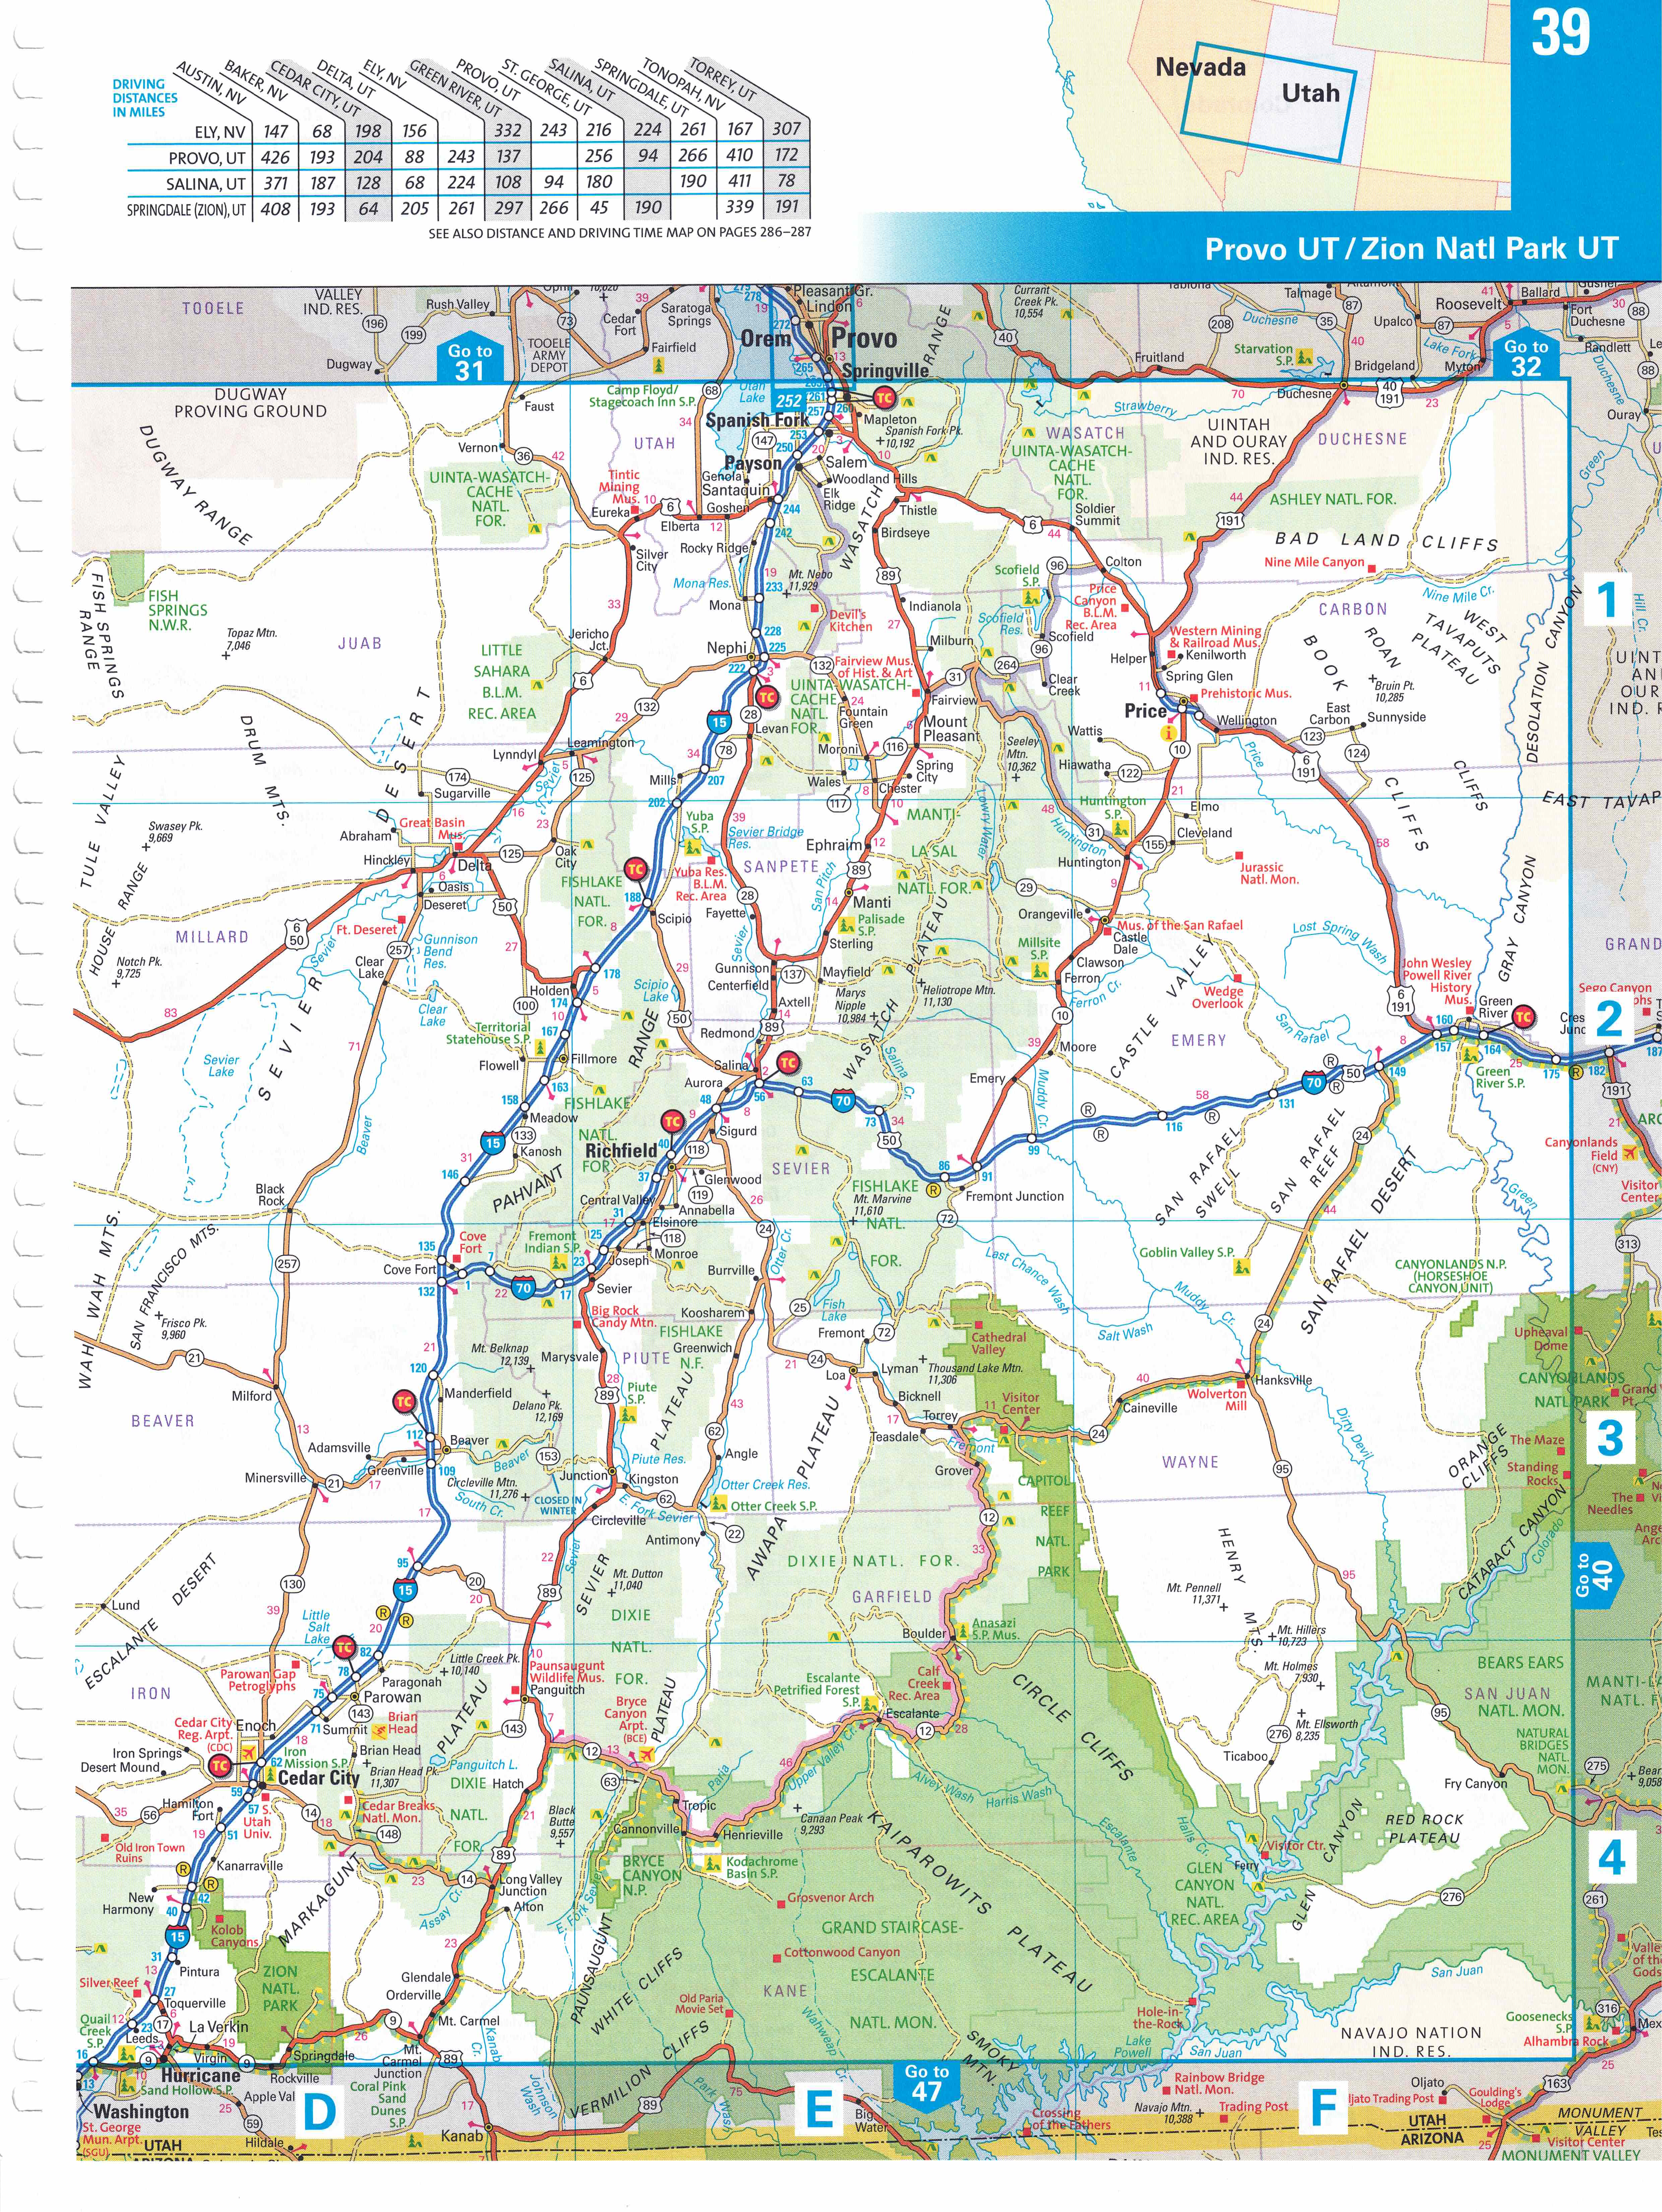 39
Nevada
Utah
DRIVING
DISTANCES
IN MILES
AUSTIN, NV
BAKER, NV
CEDAR CITY, UT
DELTA, UT
ELY, NV
GREEN RIVER, UT
PROVO, UT
ST. GEORGE, UT
SALINA, UT
SPRINGDALE, UT
TONOPAH, NV
TORREY, UT
ELY, NV 147 68 198 156 332 243 216 224 261 167 307
PROVO, UT 426 193 204 88 243 137 256 94 266 410 172
SALINA, UT 371 187 128 68 224 108 94 180 190 411 78
SPRINGDALE (ZION), UT 408 193 64 205 261 297 266 45 190 339 191
SEE ALSO DISTANCE AND DRIVING TIME MAP ON PAGES 286–287
Provo UT / Zion Natl Park UT
TOOELE
VALLEY
IND. RES.
Rush Valley
Cedar
Fort
Saratoga
Springs
Pleasant Gr.
Lindon
Currant
Creek Pk.
10,554
Talmage
Roosevelt
Ballard
Fort
Duchesne
Upalco
Randlett
Dugway
Go to
31
TOOELE
ARMY
DEPOT
Fairfield
Orem
Provo
Springville
Fruitland
Starvation
S.P.
Bridgeland
Myton
Lake Fork
Go to
32
DUGWAY
PROVING GROUND
Faust
Camp Floyd/
Stagecoach Inn S.P.
Utah
Lake
252
Mapleton
Spanish Fork
Spanish Fork Pk.
10,192
Strawberry
Duchesne
Ouray
DUGWAY RANGE
Vernon
UTAH
Payson
Salem
Woodland Hills
Genola
Santaquin
Elk
Ridge
WASATCH
UINTA-WASATCH-
CACHE
NATL.
FOR.
UINTAH
AND OURAY
IND. RES.
DUCHESNE
ASHLEY NATL. FOR.
UINTA-WASATCH-
CACHE
NATL.
FOR.
Tintic
Mining
Mus.
Eureka
Elberta
Goshen
Thistle
Birdseye
Soldier
Summit
BAD LAND CLIFFS
Nine Mile Canyon
Silver
City
Rocky Ridge
Mona Res.
Mt. Nebo
11,929
Mona
Scofield
S.P.
Colton
Price
Canyon
B.L.M.
Rec. Area
CARBON
Nine Mile Cr.
FISH SPRINGS
RANGE
FISH
SPRINGS
N.W.R.
Topaz Mtn.
7,046
JUAB
Jericho
Jct.
Devil's
Kitchen
Indianola
Milburn
Scofield
Res.
Scofield
Western Mining
& Railroad Mus.
Helper
Kenilworth
Spring Glen
WEST
TAVAPUTS
PLATEAU
ROAN
BOOK
CLIFFS
DESOLATION CANYON
LITTLE
SAHARA
B.L.M.
REC. AREA
Nephi
Fairview Mus.
of Hist. & Art
UINTA-WASATCH-
CACHE
NATL.
FOR.
Fountain
Green
Fairview
Clear
Creek
Prehistoric Mus.
Price
Wellington
Bruin Pt.
10,285
East
Carbon
Sunnyside
Levan
Moroni
Mount
Pleasant
Seeley
Mtn.
10,362
Wattis
Hiawatha
DRUM MTS.
DESERT
Lynndyl
Leamington
Mills
Wales
Spring
City
Chester
Huntington
S.P.
Elmo
Cleveland
Sugarville
TULE VALLEY
Swasey Pk.
9,669
Abraham
Great Basin
Mus.
Delta
Hinckley
Oasis
Deseret
Oak
City
Yuba
S.P.
Sevier Bridge
Res.
SANPETE
Ephraim
MANTI-
LA SAL
NATL. FOR.
Huntington
Jurassic
Natl. Mon.
EAST TAVAP
HOUSE RANGE
Notch Pk.
9,725
MILLARD
Ft. Deseret
Gunnison
Bend
Res.
FISHLAKE
NATL.
FOR.
Yuba Res.
B.L.M.
Rec. Area
Fayette
Scipio
San Pitch
Manti
Palisade
S.P.
Sterling
Orangeville
Mus. of the San Rafael
Castle
Dale
Millsite
S.P.
Clawson
Ferron
Ferron Cr.
Lost Spring Wash
GRAY CANYON
GRAND
Clear
Lake
Clear
Lake
Holden
Gunnison
Centerfield
Mayfield
Axtell
Marys
Nipple
10,984
Heliotrope Mtn.
11,130
Wedge
Overlook
John Wesley
Powell River
History
Mus.
Green
River
SEVIER
Sevier
Lake
Territorial
Statehouse S.P.
Fillmore
Flowell
Scipio
Lake
Redmond
Salina
Aurora
Salina Cr.
Moore
Emery
Muddy Cr.
CASTLE VALLEY
EMERY
San Rafael
Green
River S.P.
Meadow
Kanosh
PAHVANT
RANGE
FISHLAKE
NATL.
FOR.
Sigurd
Richfield
Glenwood
SEVIER
Central Valley
Annabella
Elsinore
Monroe
Joseph
FISHLAKE
Mt. Marvine
11,610
NATL.
FOR.
Fremont Junction
SAN RAFAEL
SWELL
SAN RAFAEL
REEF
SAN RAFAEL DESERT
Canyonlands
Field
(CNY)
Visitor
Center
Beaver
Black
Rock
WAH WAH MTS.
SAN FRANCISCO MTS.
Frisco Pk.
9,960
Cove
Fort
Cove Fort
Fremont
Indian S.P.
Sevier
Big Rock
Candy Mtn.
Burrville
Otter Cr.
Koosharem
Greenwich
Fish
Lake
Fremont
Last Chance Wash
Salt Wash
Goblin Valley S.P.
CANYONLANDS N.P.
(HORSESHOE
CANYON UNIT)
Mt. Belknap
12,139
Marysvale
PIUTE
FISHLAKE
N.F.
Lyman
Loa
Thousand Lake Mtn.
11,306
Cathedral
Valley
Hanksville
Wolverton
Mill
Caineville
Upheaval
Dome
CANYONLANDS
NATL. PARK
Milford
BEAVER
Manderfield
Delano Pk.
12,169
Piute
S.P.
Bicknell
Torrey
Teasdale
Visitor
Center
Adamsville
Beaver
Greenville
Minersville
Circleville Mtn.
11,276
CLOSED IN
WINTER
Junction
Kingston
Piute Res.
Angle
Otter Creek Res.
Otter Creek S.P.
Grover
Fremont
CAPITOL
REEF
NATL.
PARK
WAYNE
Dirty Devil
ORANGE
CLIFFS
The Maze
Standing
Rocks
The
Needles
South Cr.
Circleville
E. Fork Sevier
Antimony
AWAPA PLATEAU
DIXIE NATL. FOR.
GARFIELD
HENRY MTS.
CATARACT CANYON
Colorado
Go to
40
ESCALANTE DESERT
Lund
Little
Salt
Lake
Mt. Dutton
11,040
SEVIER PLATEAU
DIXIE
NATL.
FOR.
Boulder
Anasazi
S.P. Mus.
Mt. Pennell
11,371
Mt. Hillers
10,723
Mt. Holmes
7,930
Mt. Ellsworth
8,235
BEARS EARS
SAN JUAN
NATL. MON.
NATURAL
BRIDGES
NATL.
MON.
Parowan Gap
Petroglyphs
IRON
Paragonah
Parowan
Little Creek Pk.
10,140
Paunsaugunt
Wildlife Mus.
Panguitch
Bryce
Canyon
Arpt.
(BCE)
Escalante
Petrified Forest
S.P.
Calf
Creek
Rec. Area
Escalante
CIRCLE CLIFFS
Ticaboo
Fry Canyon
Cedar City
Reg. Arpt.
(CDC)
Enoch
Summit
Brian
Head
Iron Springs
Desert Mound
Iron
Mission S.P.
Brian Head
Brian Head Pk.
11,307
Cedar City
Panguitch L.
DIXIE
NATL.
FOR.
Hatch
Tropic
Cannonville
Henrieville
Paria
Upper Valley Cr.
Alvey Wash
Harris Wash
Escalante
Halls Cr.
Canaan Peak
9,293
Black
Butte
9,557
Hamilton
Fort
S.
Utah
Univ.
Cedar Breaks
Natl. Mon.
Old Iron Town
Ruins
Kanarraville
MARKAGUNT PLATEAU
Long Valley
Junction
Alton
Assay Cr.
E. Fork Sevier
BRYCE
CANYON
N.P.
Kodachrome
Basin S.P.
Grosvenor Arch
KAIPAROWITS PLATEAU
GLEN
CANYON
NATL.
REC. AREA
Visitor Ctr.
Ferry
GLEN CANYON
RED ROCK
PLATEAU
New
Harmony
Kolob
Canyons
Pintura
Silver Reef
ZION
NATL.
PARK
Glendale
Orderville
PAUNSAUGUNT
WHITE CLIFFS
Cottonwood Canyon
GRAND STAIRCASE-
ESCALANTE
KANE
NATL. MON.
Old Paria
Movie Set
Wahweap Cr.
Hole-in-
the-Rock
San Juan
Toquerville
Quail
Creek
S.P.
Leeds
La Verkin
Virgin
Springdale
Rockville
Mt. Carmel
Mt.
Carmel
Junction
Kanab
Cr.
VERMILION CLIFFS
SMOKY
MTN.
Lake
Powell
San Juan
NAVAJO NATION
IND. RES.
Goosenecks
S.P.
Alhambra Rock
Hurricane
Sand Hollow S.P.
Washington
St. George
Mun. Arpt.
(SGU)
Apple Val
Hildale
Coral Pink
Sand
Dunes
S.P.
Kanab
Johnson
Wash
Go to
47
Big
Water
Crossing
of the Fathers
Rainbow Bridge
Natl. Mon.
Navajo Mtn.
10,388
Trading Post
Oljato
Oljato Trading Post
Goulding's
Lodge
MONUMENT
VALLEY
Visitor Center
MONUMENT VALLEY
UTAH
ARIZONA
UTAH
D
E
F
1
2
3
4